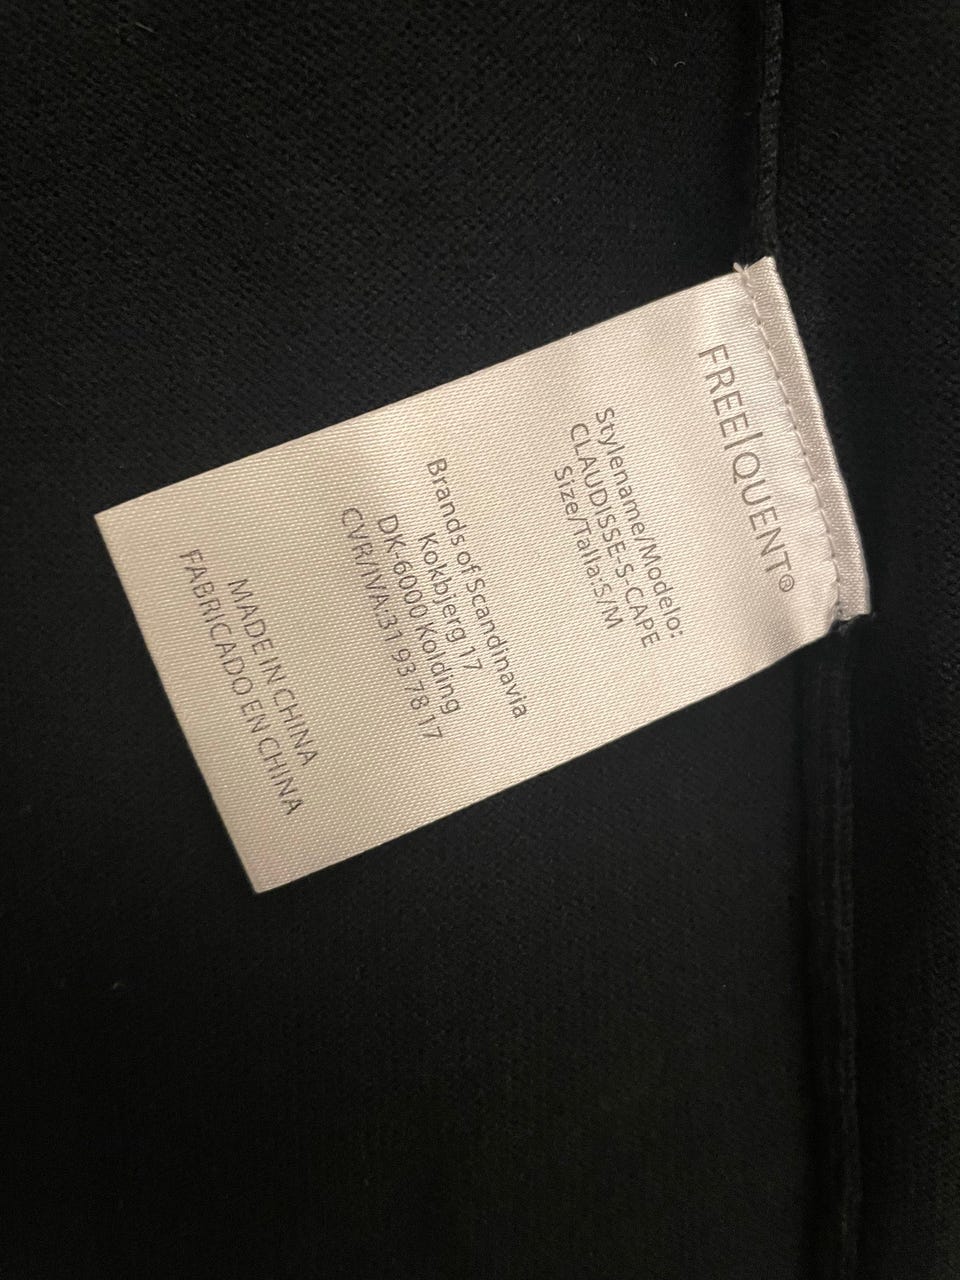 FREE|QUENT®
Stylename/Modelo:
CLAUDISSE-S-CAPE
Size/Talla:S/M
Brands of Scandinavia
Kokbjerg 17
DK-6000 Kolding
CVR/IVA:31 93 78 17
MADE IN CHINA
FABRICADO EN CHINA